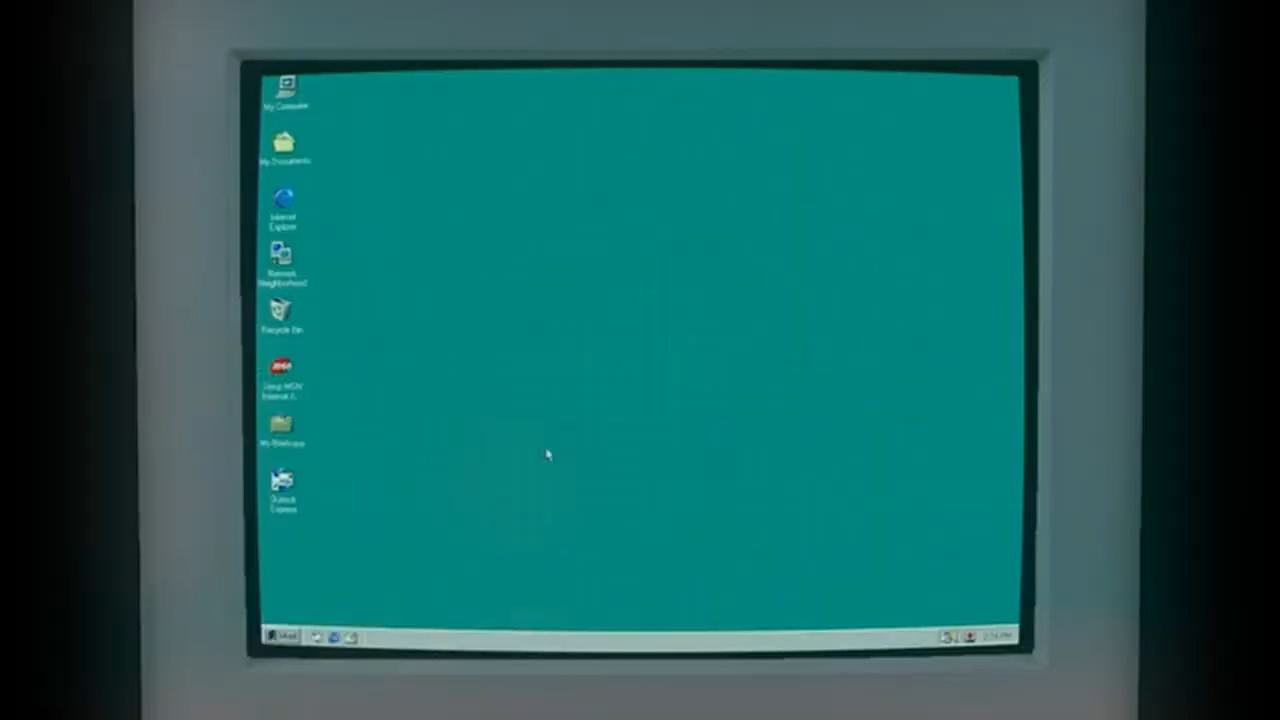 My Computer
My Documents
Internet
Explorer
Network
Neighborhood
Recycle Bin
Setup MSN
Internet A...
My Briefcase
Outlook
Express
Start